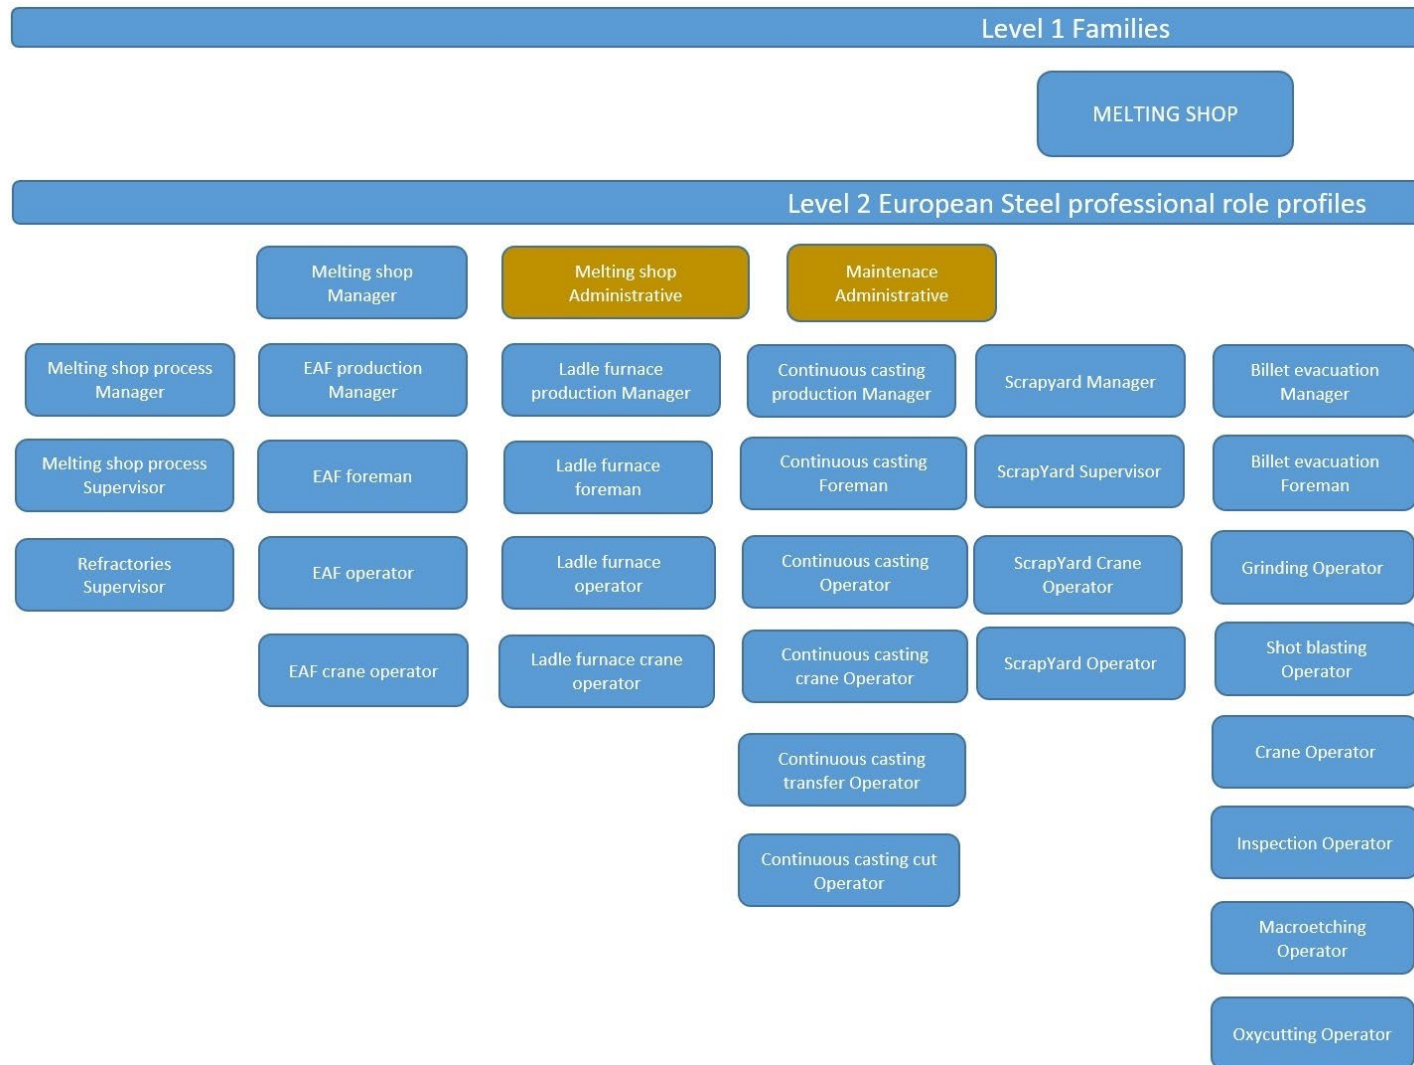 Level 1 Families
MELTING SHOP
Level 2 European Steel professional role profiles
Melting shop
Manager
Melting shop
Administrative
Maintenace
Administrative
Melting shop process
Manager
EAF production
Manager
Ladle furnace
production Manager
Continuous casting
production Manager
Scrapyard Manager
Billet evacuation
Manager
Melting shop process
Supervisor
EAF foreman
Ladle furnace
foreman
Continuous casting
Foreman
ScrapYard Supervisor
Billet evacuation
Foreman
Refractories
Supervisor
EAF operator
Ladle furnace
operator
Continuous casting
Operator
ScrapYard Crane
Operator
Grinding Operator
EAF crane operator
Ladle furnace crane
operator
Continuous casting
crane Operator
ScrapYard Operator
Shot blasting
Operator
Continuous casting
transfer Operator
Crane Operator
Continuous casting cut
Operator
Inspection Operator
Macroetching
Operator
Oxycutting Operator